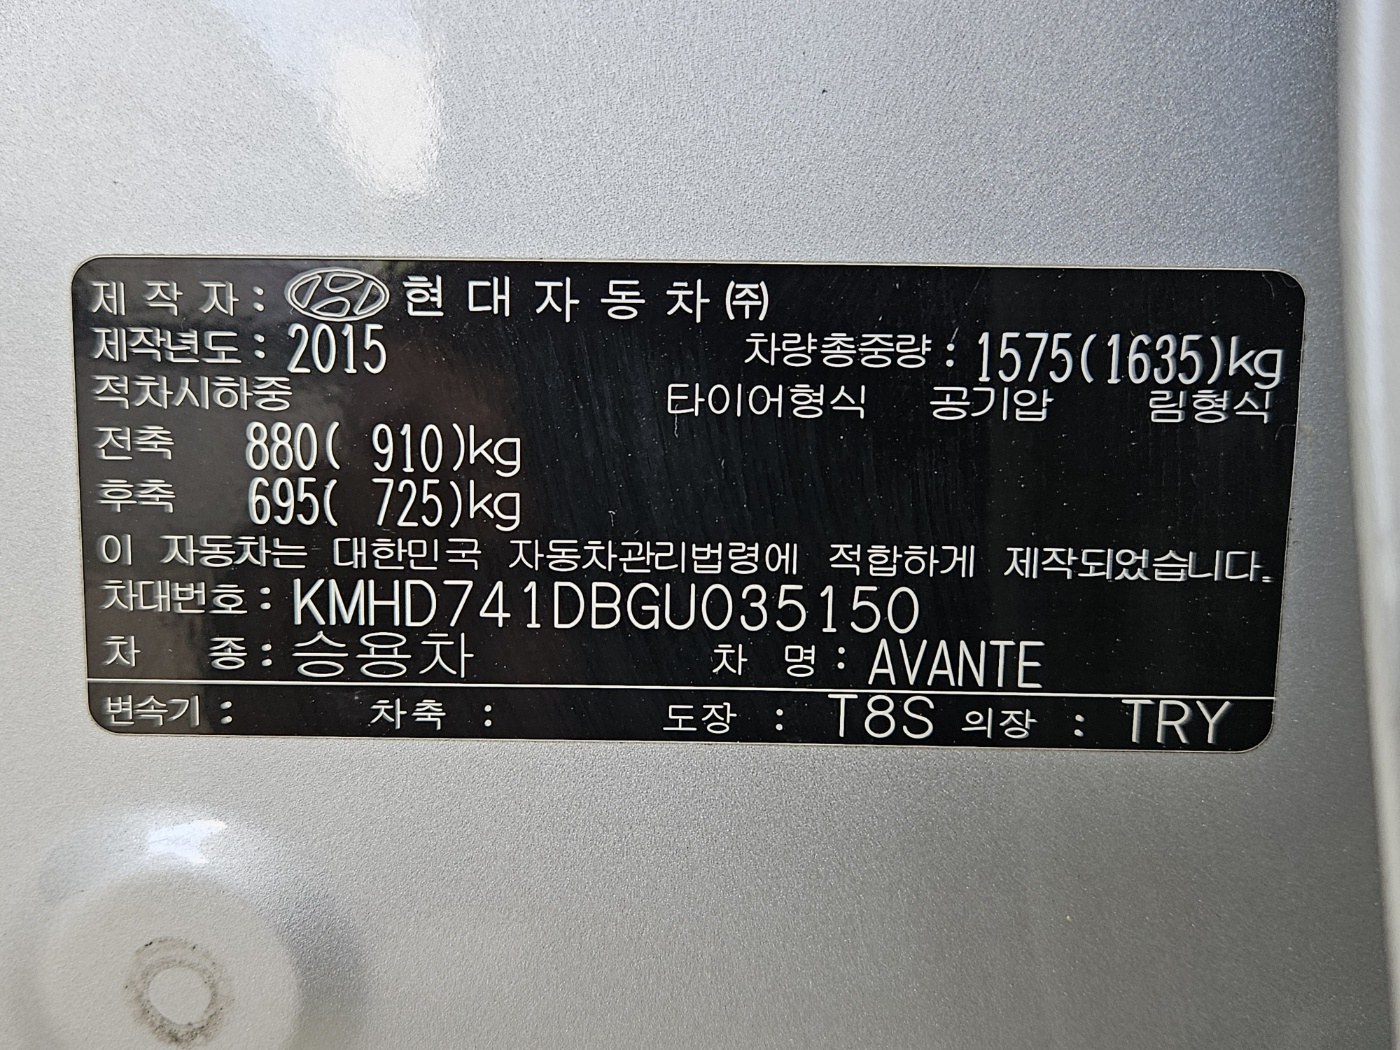 제 작 자 : 현 대 자 동 차 ㈜
제작년도 : 2015 차량총중량 : 1575(1635)kg
적차시하중 타이어형식 공기압 림형식
전축 880( 910)kg
후축 695( 725)kg
이 자동차는 대한민국 자동차관리법령에 적합하게 제작되었습니다.
차대번호 : KMHD741DBGU035150
차 종 : 승용차 차 명 : AVANTE
변속기 : 차축 : 도장 : T8S 의장 : TRY